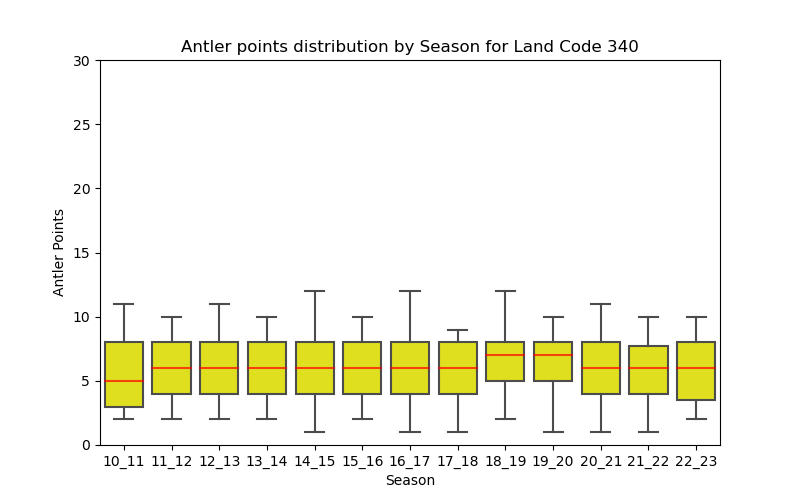 Antler points distribution by Season for Land Code 340
30
25
20
15
10
5
0
Antler Points
10_11 11_12 12_13 13_14 14_15 15_16 16_17 17_18 18_19 19_20 20_21 21_22 22_23
Season